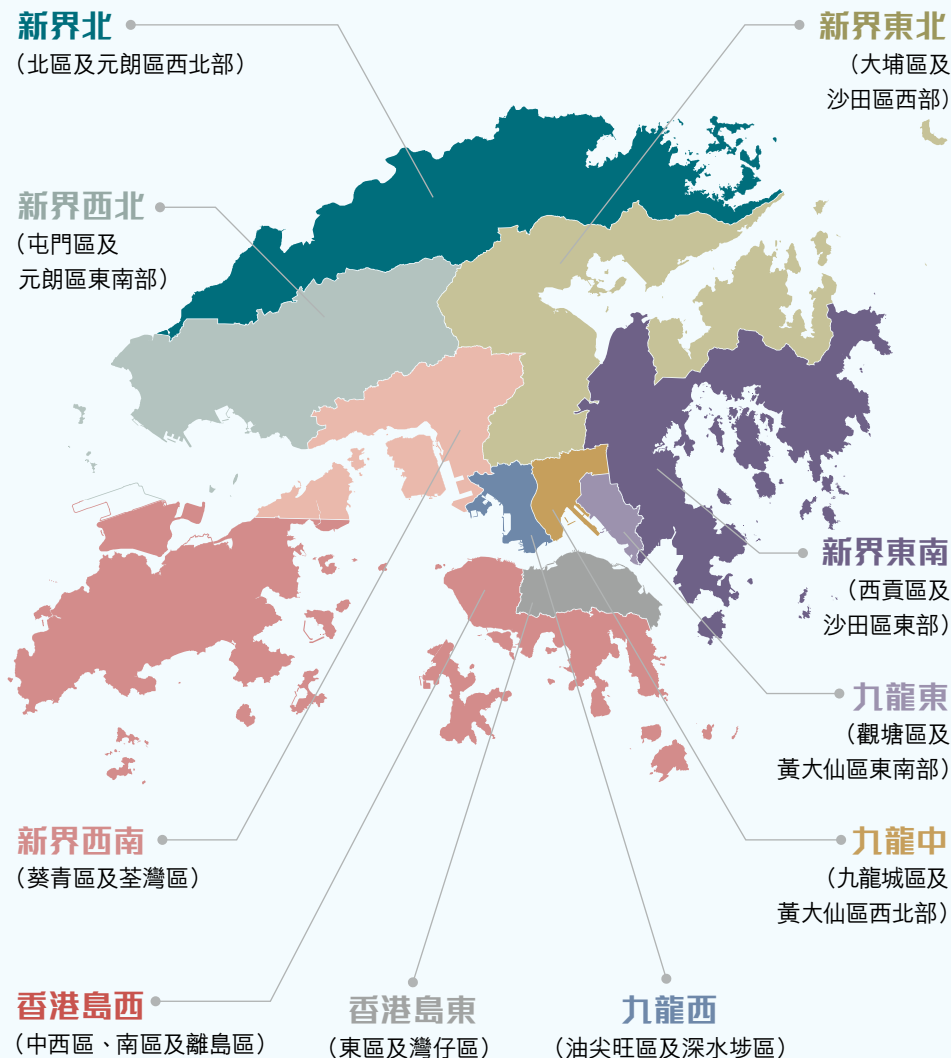 新界北
（北區及元朗區西北部）
新界東北
（大埔區及
沙田區西部）
新界西北
（屯門區及
元朗區東南部）
新界東南
（西貢區及
沙田區東部）
九龍東
（觀塘區及
黃大仙區東南部）
新界西南
（葵青區及荃灣區）
九龍中
（九龍城區及
黃大仙區西北部）
香港島西
（中西區、南區及離島區）
香港島東
（東區及灣仔區）
九龍西
（油尖旺區及深水埗區）